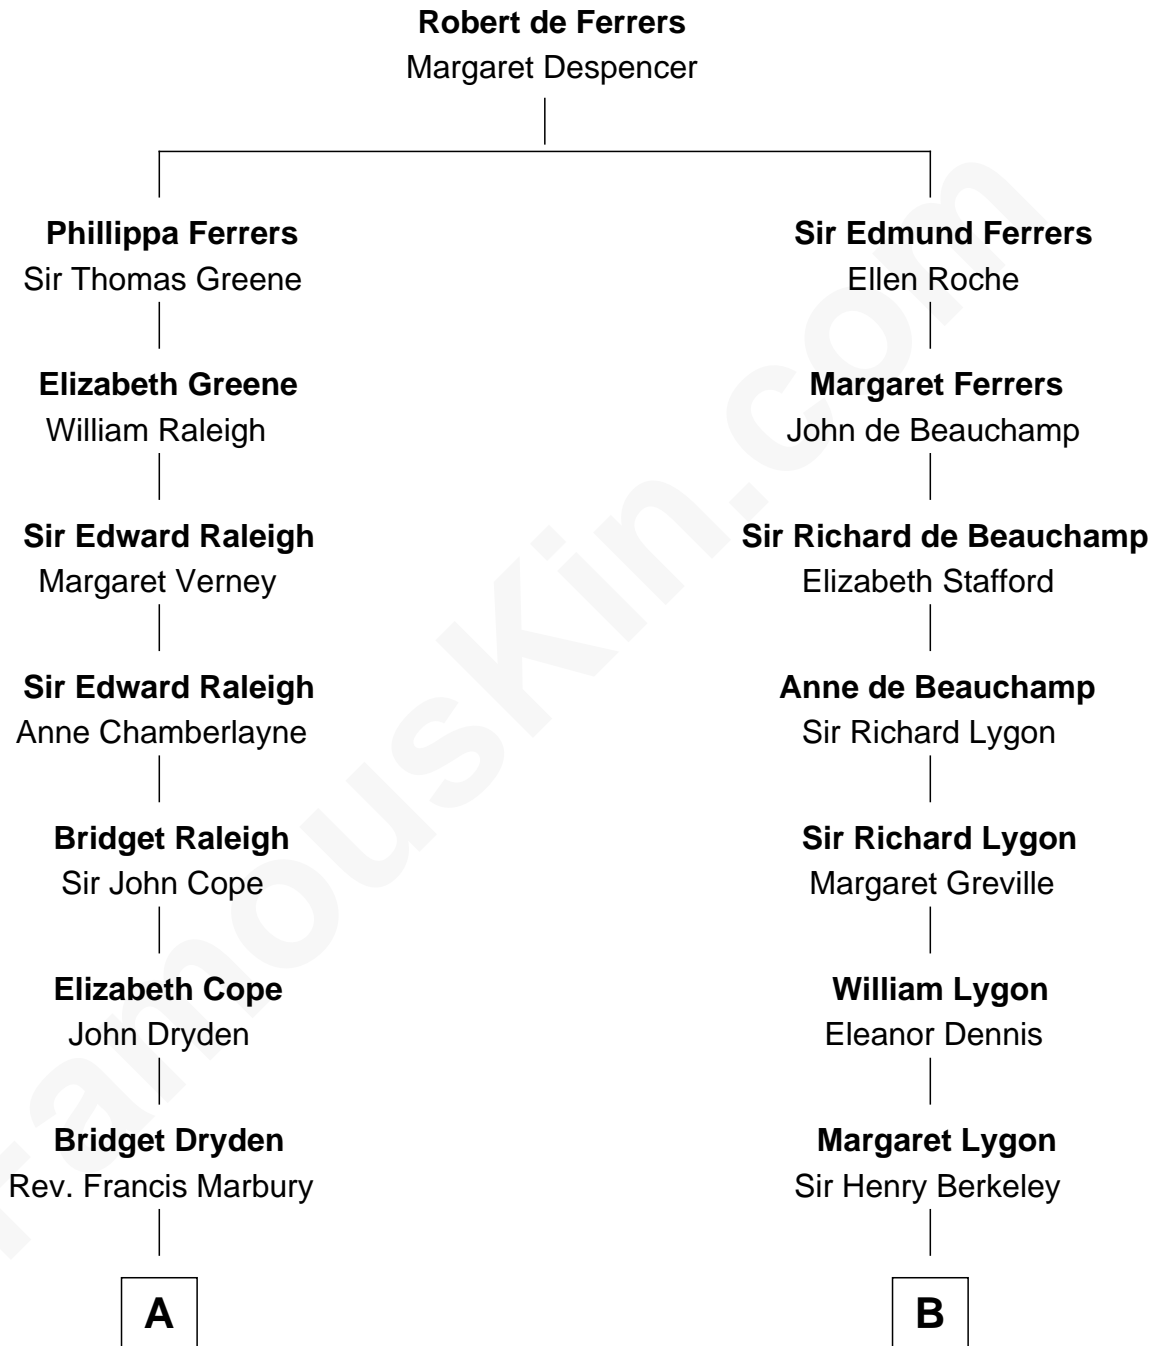 Robert de Ferrers
Margaret Despencer
Phillippa Ferrers
Sir Thomas Greene
Elizabeth Greene
William Raleigh
Sir Edward Raleigh
Margaret Verney
Sir Edward Raleigh
Anne Chamberlayne
Bridget Raleigh
Sir John Cope
Elizabeth Cope
John Dryden
Bridget Dryden
Rev. Francis Marbury
A
Sir Edmund Ferrers
Ellen Roche
Margaret Ferrers
John de Beauchamp
Sir Richard de Beauchamp
Elizabeth Stafford
Anne de Beauchamp
Sir Richard Lygon
Sir Richard Lygon
Margaret Greville
William Lygon
Eleanor Dennis
Margaret Lygon
Sir Henry Berkeley
B
famouskin.com